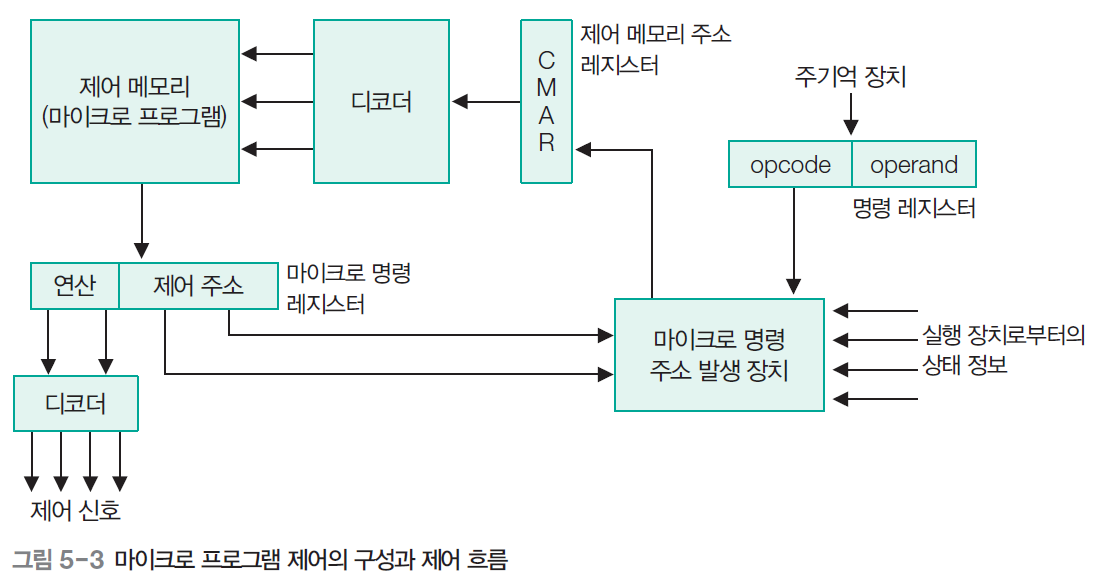 제어 메모리
(마이크로 프로그램)
디코더
C
M
A
R
제어 메모리 주소
레지스터
주기억 장치
opcode
operand
명령 레지스터
연산
제어 주소
마이크로 명령
레지스터
마이크로 명령
주소 발생 장치
실행 장치로부터의
상태 정보
디코더
제어 신호
그림 5-3 마이크로 프로그램 제어의 구성과 제어 흐름